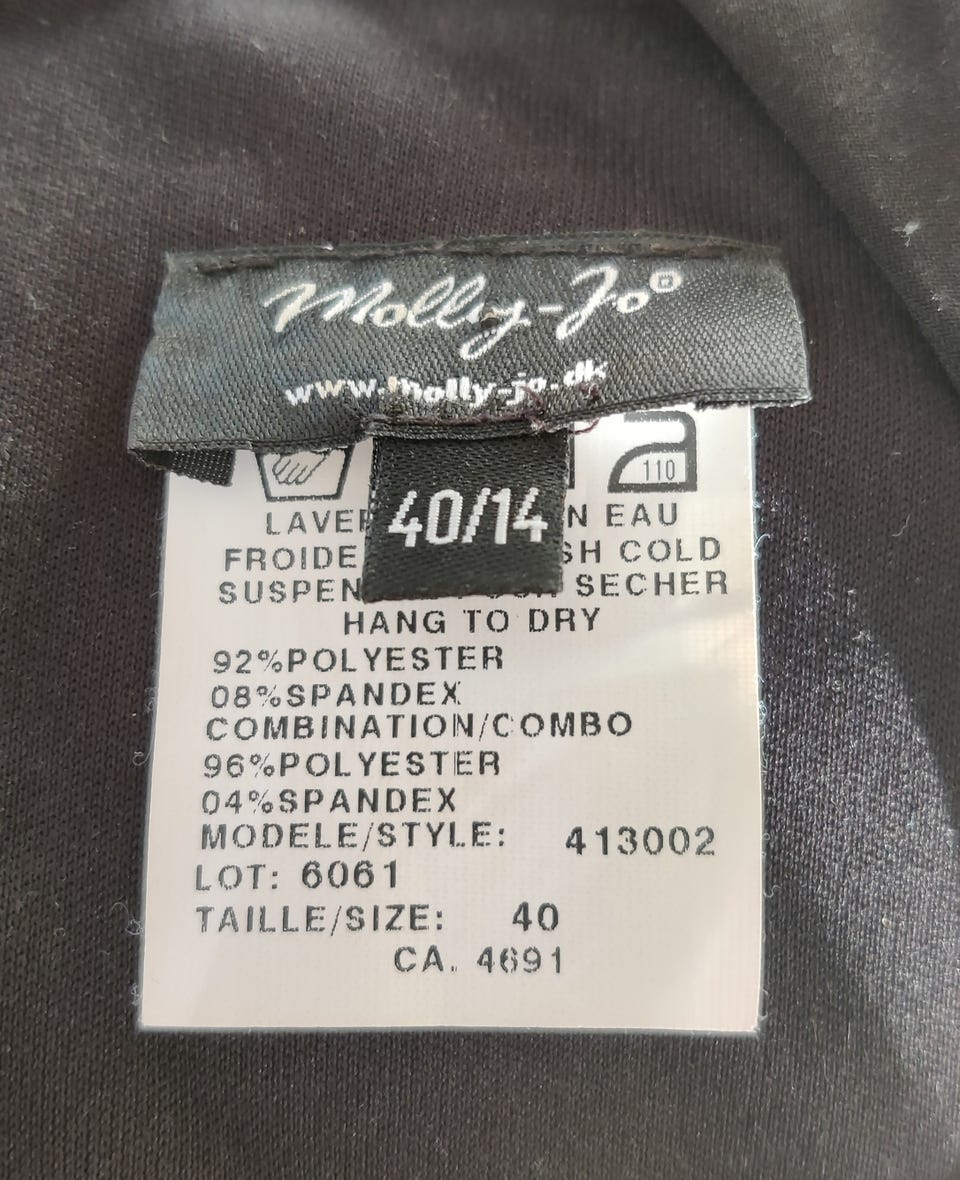 Molly-Jo®
www.molly-jo.dk
110
40/14
LAVER EN EAU
FROIDE SH COLD
SUSPEN SECHER
HANG TO DRY
92%POLYESTER
08%SPANDEX
COMBINATION/COMBO
96%POLYESTER
04%SPANDEX
MODELE/STYLE: 413002
LOT: 6061
TAILLE/SIZE: 40
CA. 4691